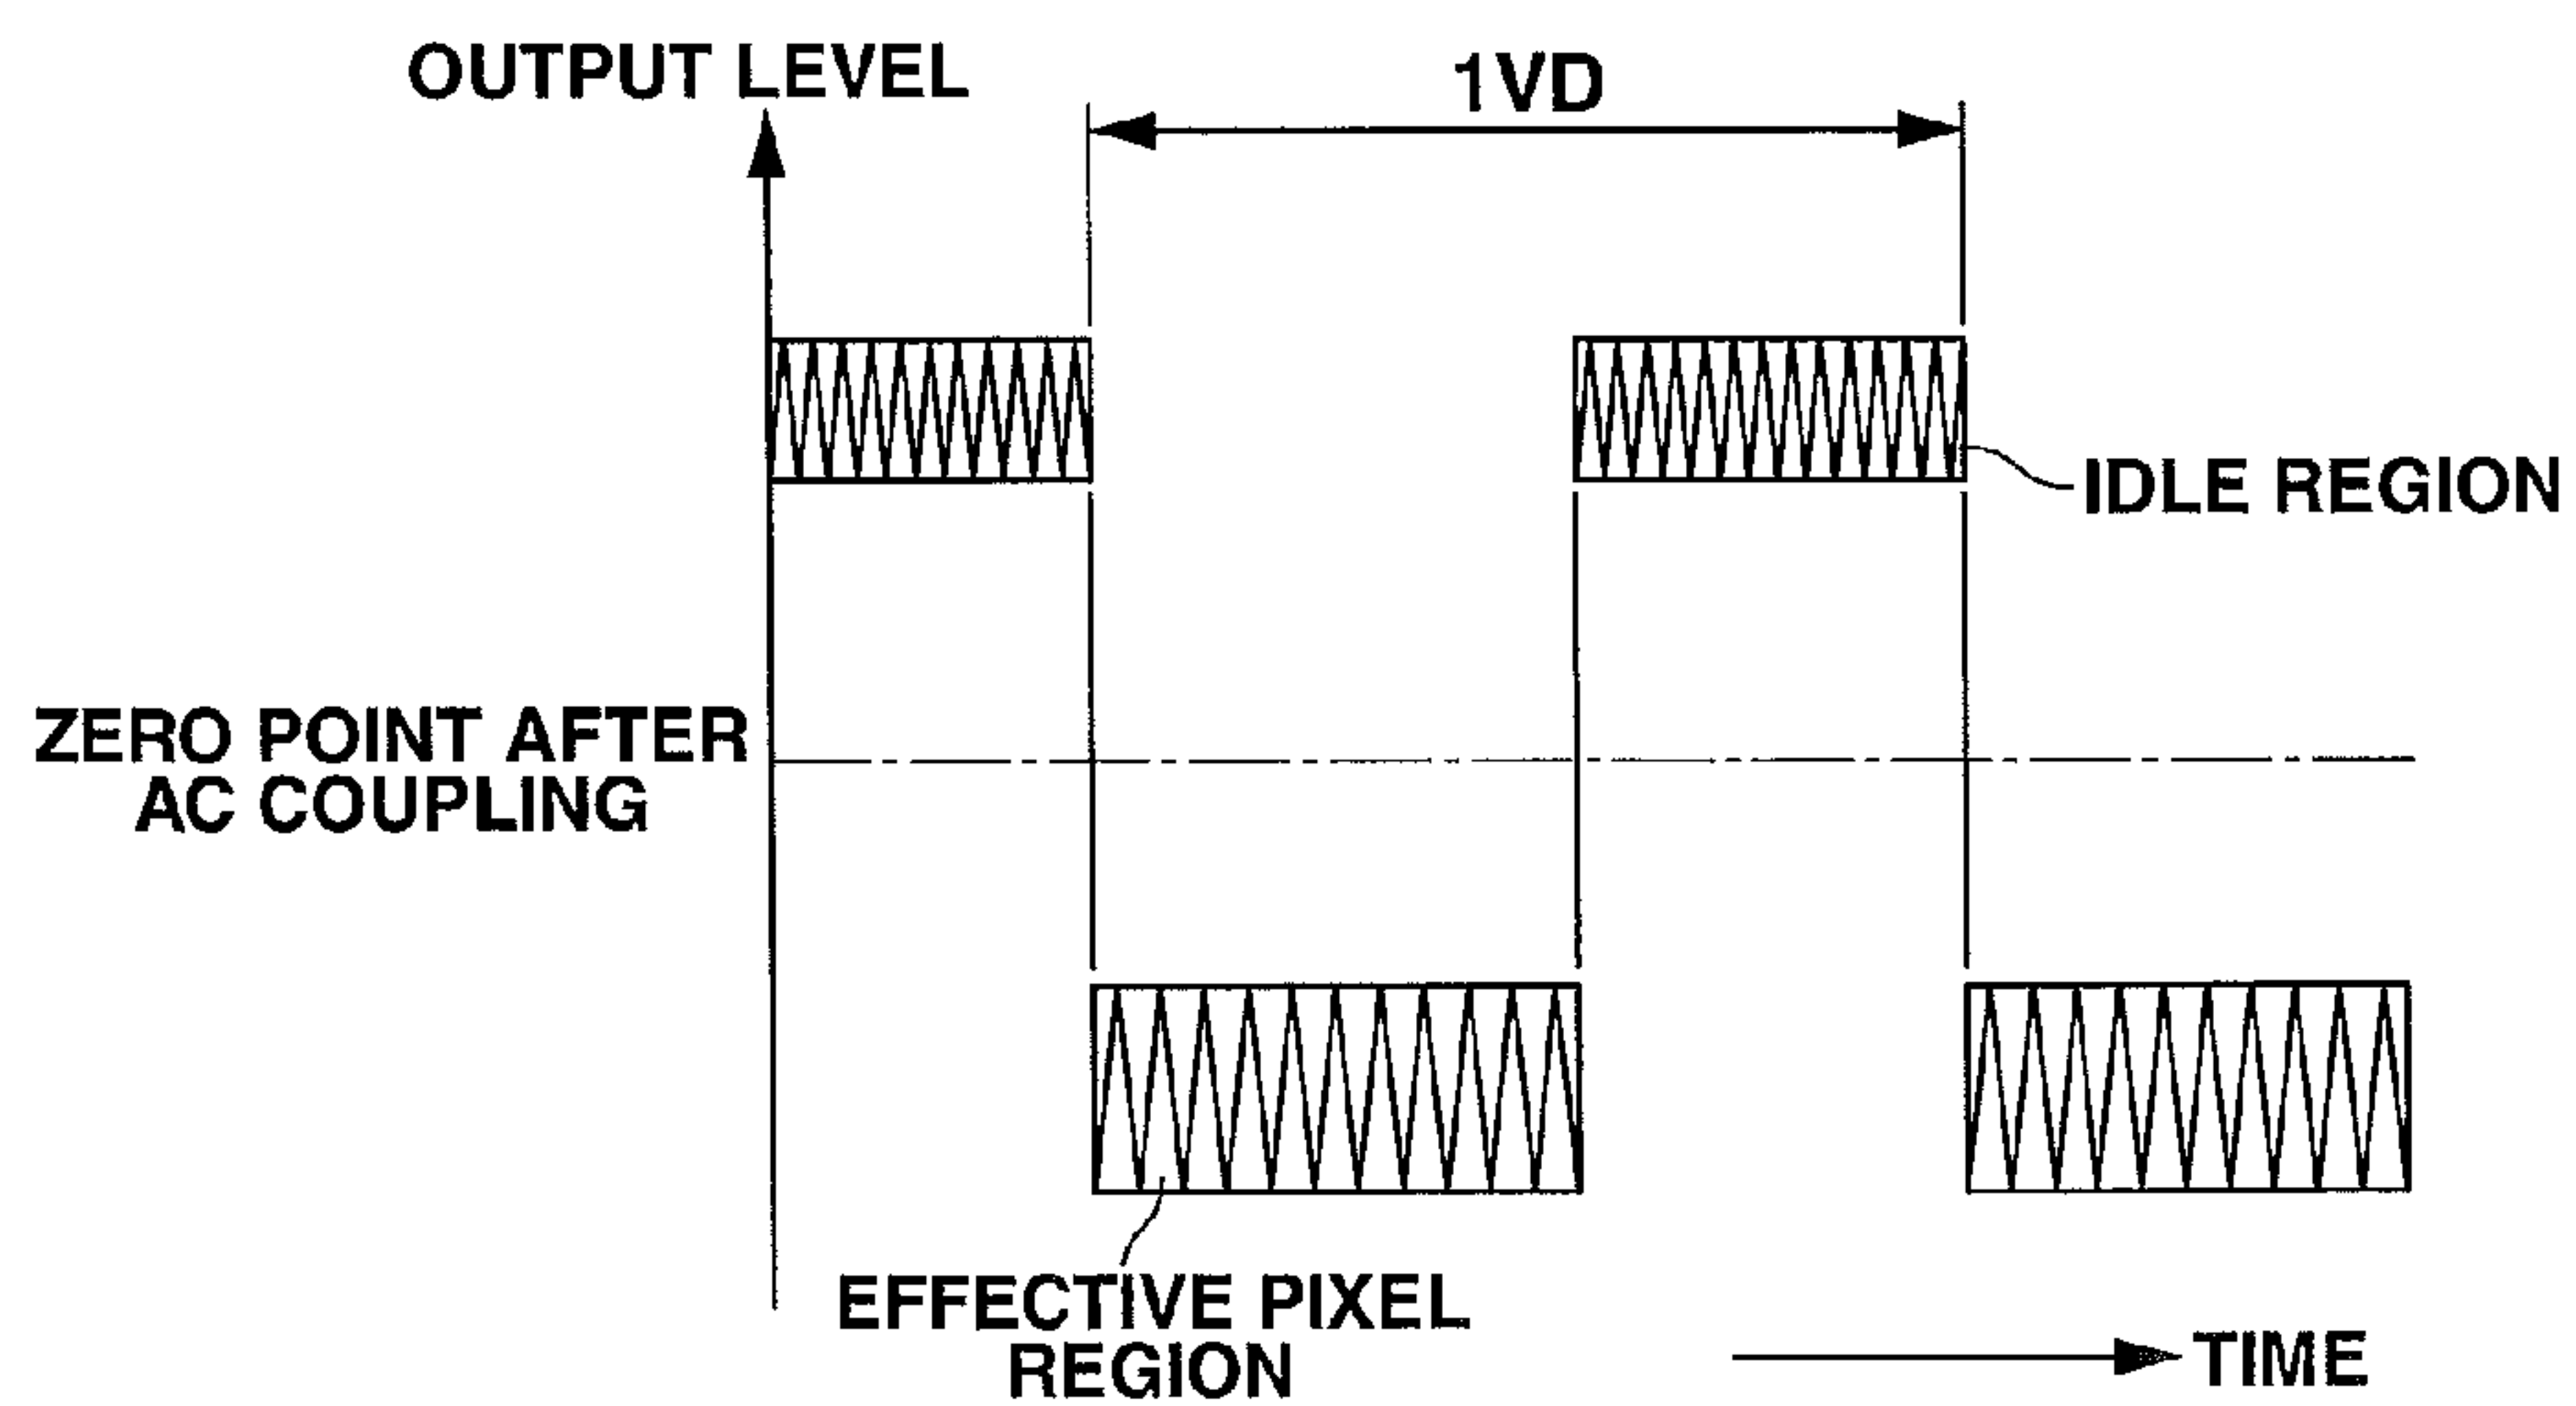 OUTPUT LEVEL
1VD
IDLE REGION
ZERO POINT AFTER
AC COUPLING
EFFECTIVE PIXEL
REGION
TIME